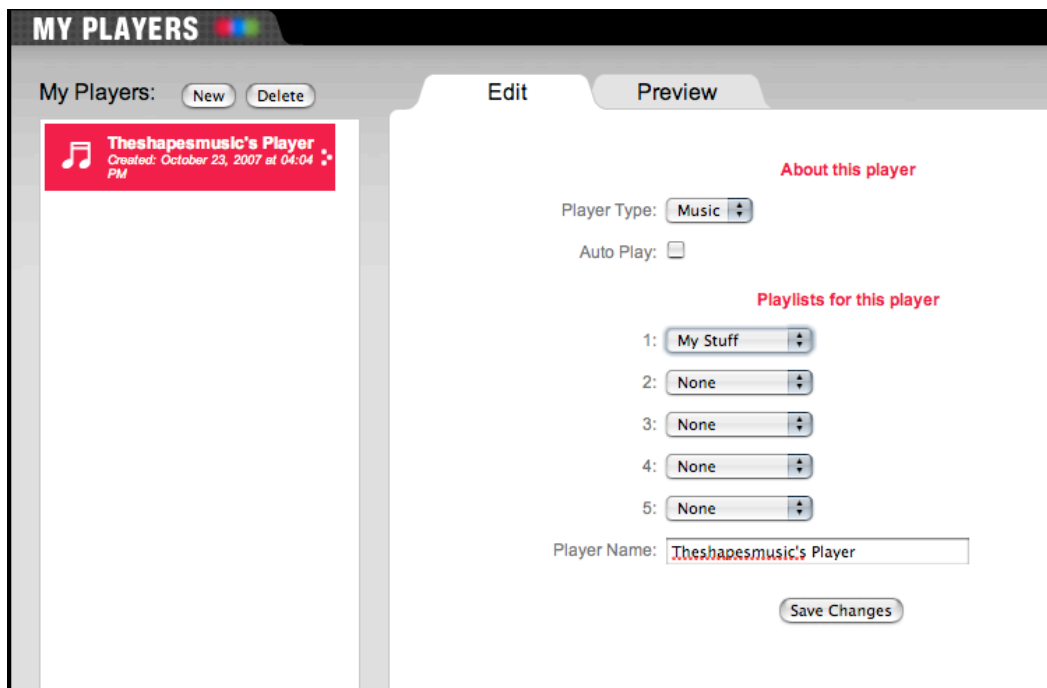 MY PLAYERS
My Players: New Delete
Theshapesmusic's Player
Created: October 23, 2007 at 04:04
PM
Edit Preview
About this player
Player Type: Music
Auto Play:
Playlists for this player
1: My Stuff
2: None
3: None
4: None
5: None
Player Name: Theshapesmusic's Player
Save Changes